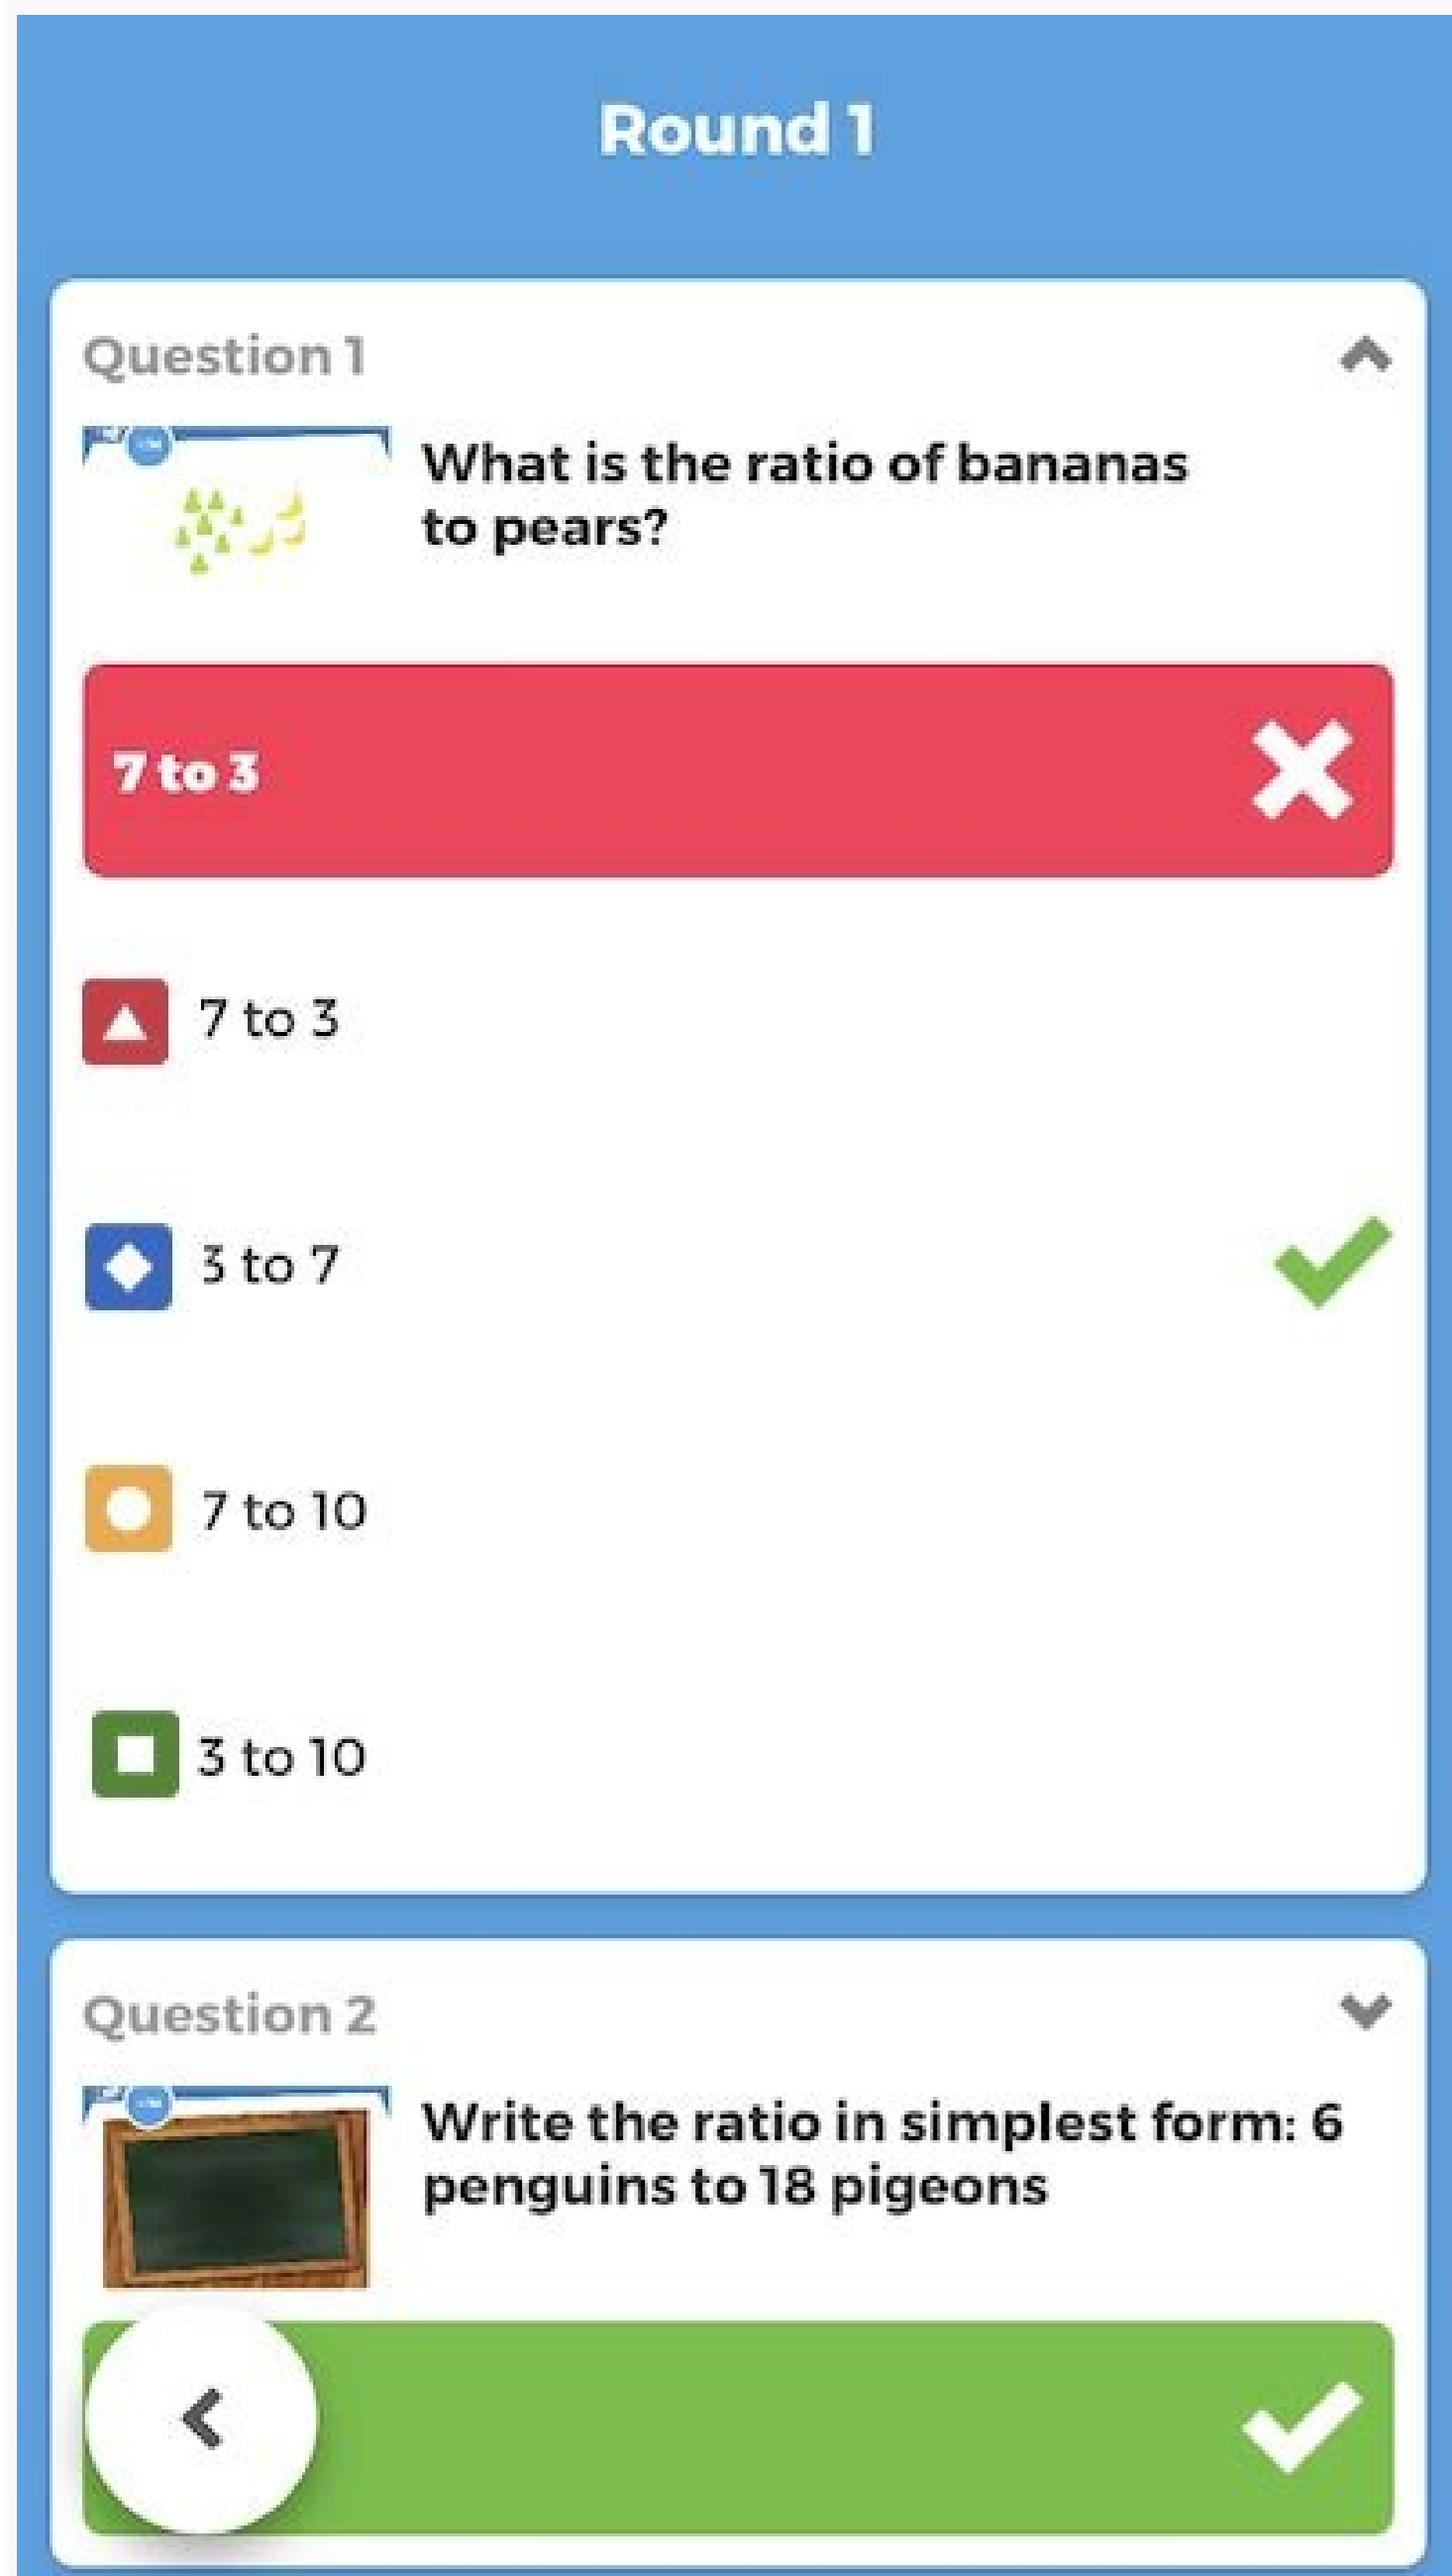 Round 1
Question 1
What is the ratio of bananas
to pears?
7 to 3
7 to 3
3 to 7
7 to 10
3 to 10
Question 2
Write the ratio in simplest form: 6
penguins to 18 pigeons